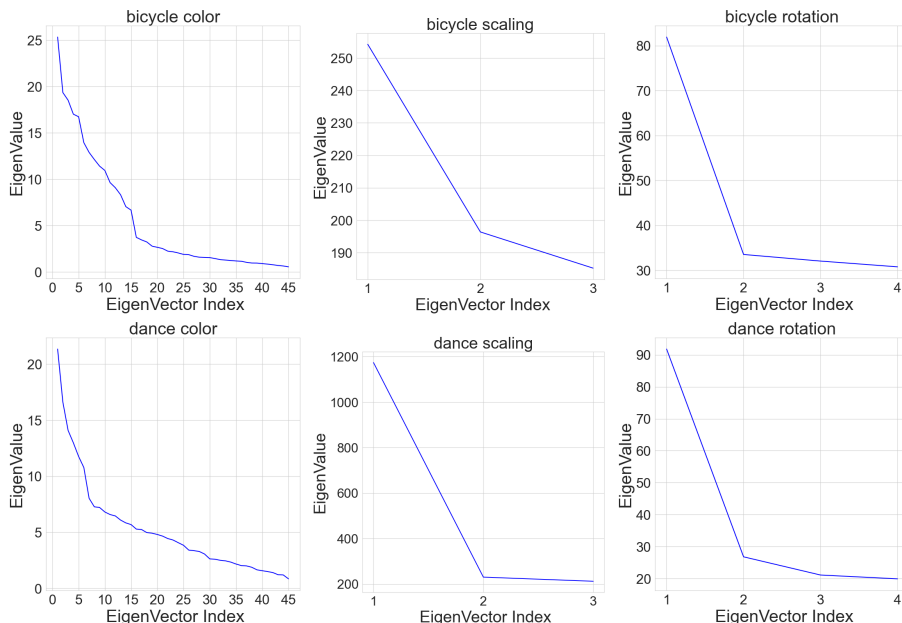 bicycle color
25
20
15
10
5
0
EigenValue
0 5 10 15 20 25 30 35 40 45
EigenVector Index
bicycle scaling
250
240
230
220
210
200
190
EigenValue
1 2 3
EigenVector Index
bicycle rotation
80
70
60
50
40
30
EigenValue
1 2 3 4
EigenVector Index
dance color
20
15
10
5
0
EigenValue
0 5 10 15 20 25 30 35 40 45
EigenVector Index
dance scaling
1200
1000
800
600
400
200
EigenValue
1 2 3
EigenVector Index
dance rotation
90
80
70
60
50
40
30
20
EigenValue
1 2 3 4
EigenVector Index